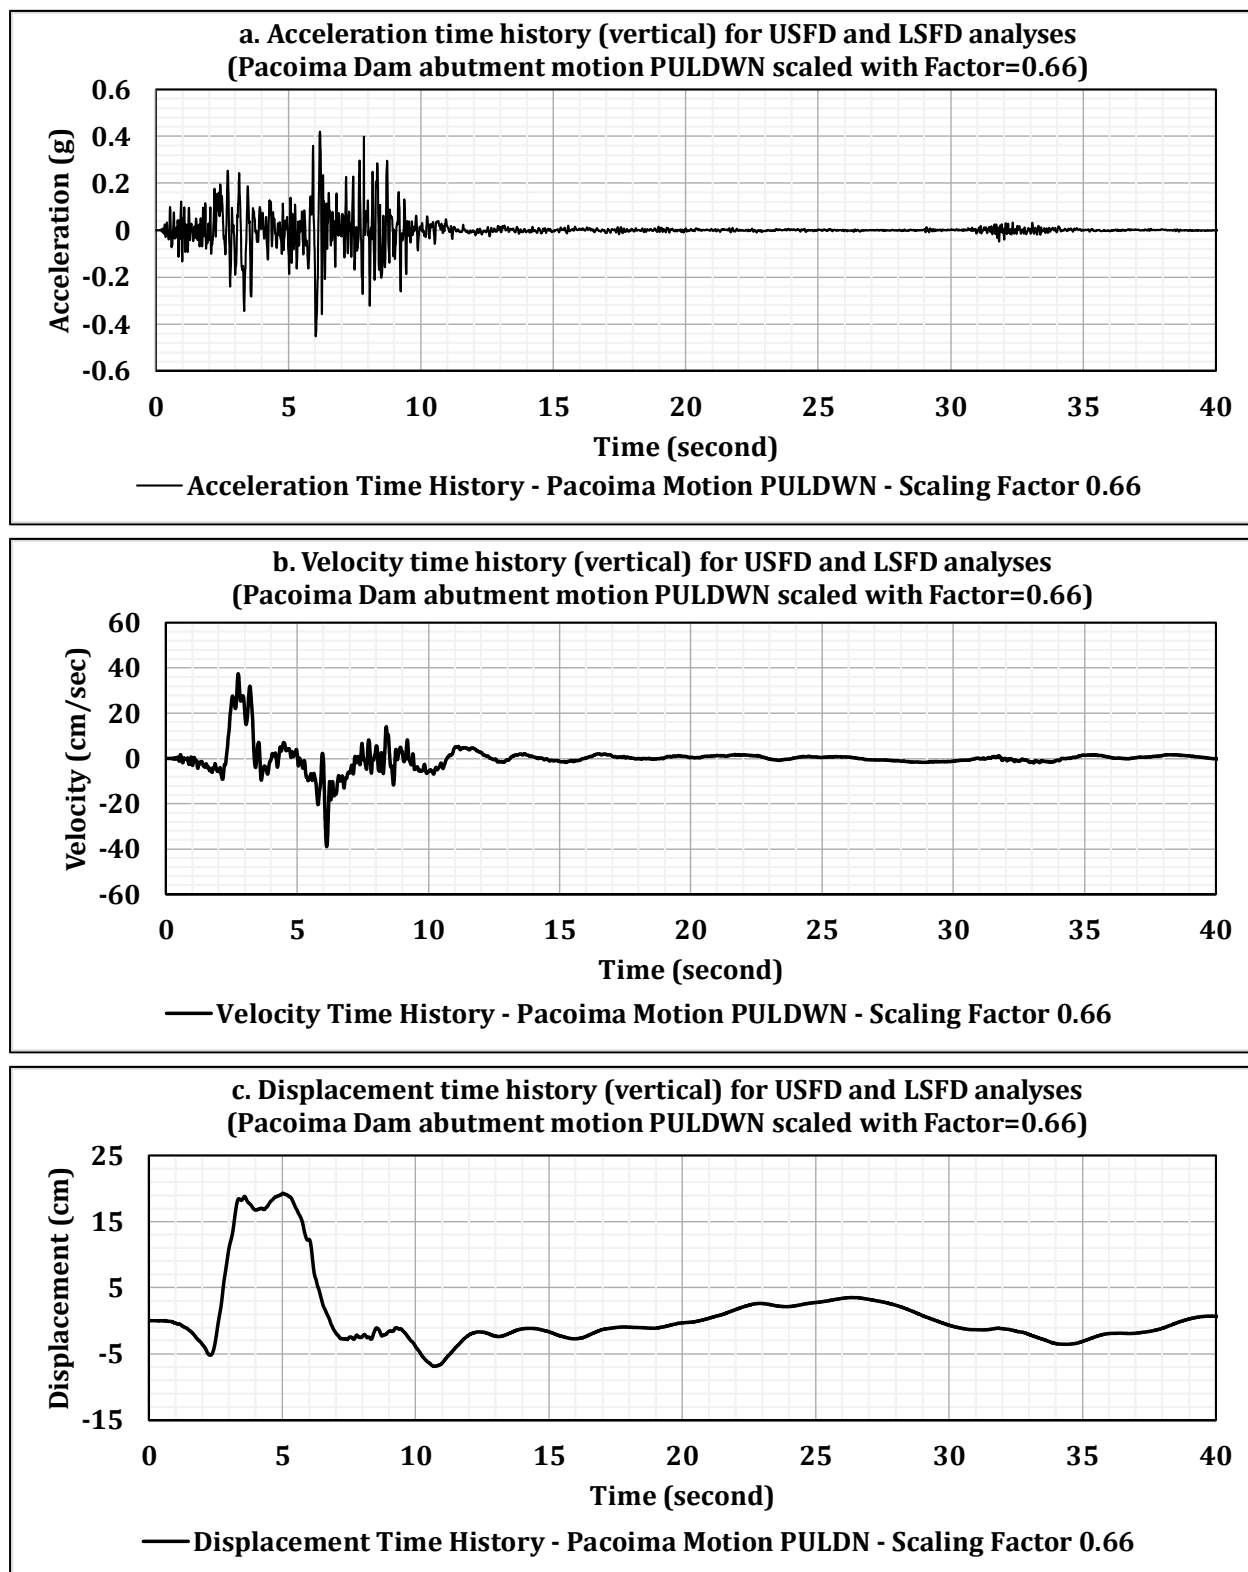 a. Acceleration time history (vertical) for USFD and LSFD analyses
(Pacoima Dam abutment motion PULDWN scaled with Factor=0.66)
Acceleration (g)
0.6
0.4
0.2
0
-0.2
-0.4
-0.6
0 5 10 15 20 25 30 35 40
Time (second)
Acceleration Time History - Pacoima Motion PULDWN - Scaling Factor 0.66
b. Velocity time history (vertical) for USFD and LSFD analyses
(Pacoima Dam abutment motion PULDWN scaled with Factor=0.66)
Velocity (cm/sec)
60
40
20
0
-20
-40
-60
0 5 10 15 20 25 30 35 40
Time (second)
Velocity Time History - Pacoima Motion PULDWN - Scaling Factor 0.66
c. Displacement time history (vertical) for USFD and LSFD analyses
(Pacoima Dam abutment motion PULDWN scaled with Factor=0.66)
Displacement (cm)
25
15
5
-5
-15
0 5 10 15 20 25 30 35 40
Time (second)
Displacement Time History - Pacoima Motion PULDN - Scaling Factor 0.66